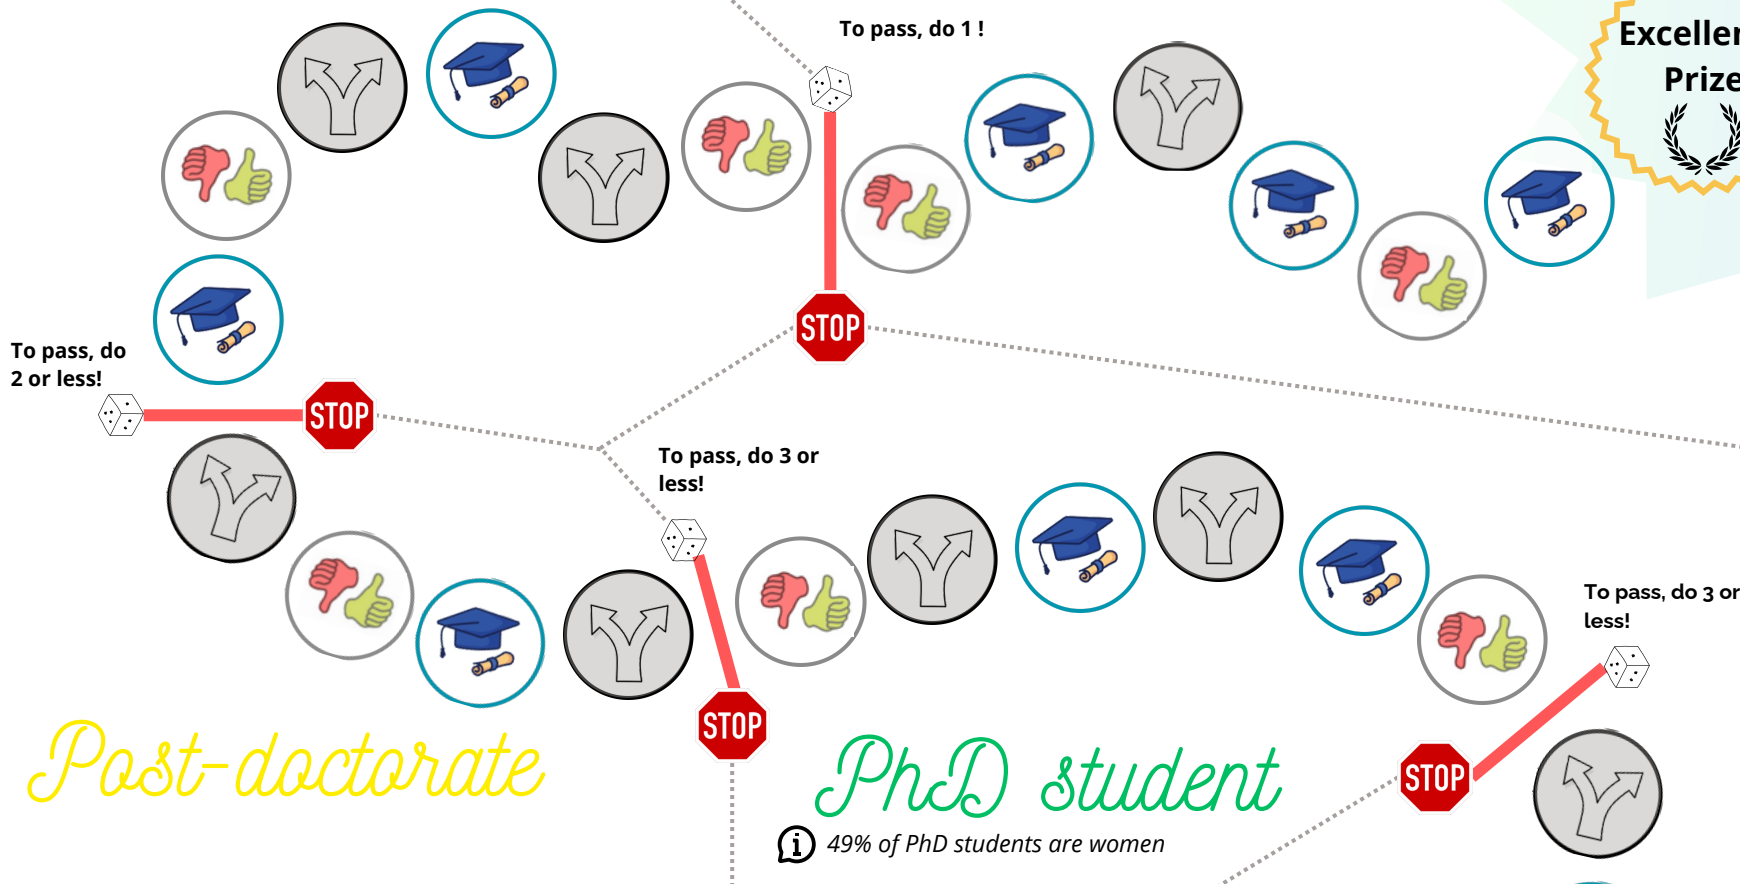 To pass, do 1 !
Prize
STOP
To pass, do
2 or less!
STOP
To pass, do 3 or
less!
To pass, do 3 or
less!
STOP
STOP
Post-doctorate
PhD student
49% of PhD students are women